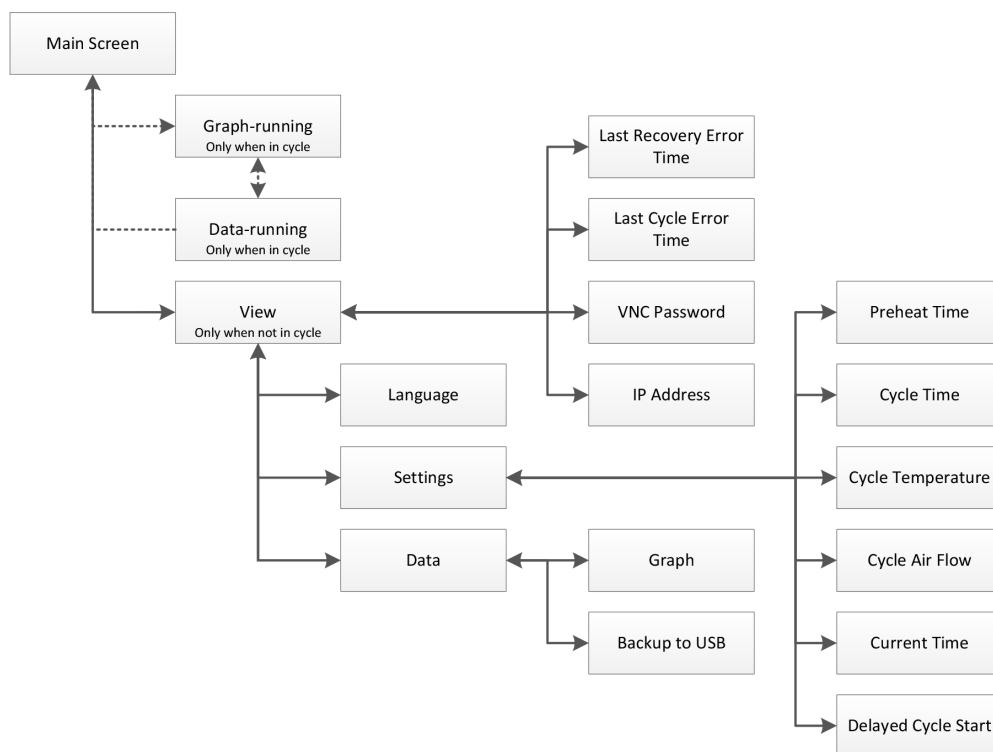 Main Screen
Graph-running
Only when in cycle
Data-running
Only when in cycle
View
Only when not in cycle
Last Recovery Error
Time
Last Cycle Error
Time
VNC Password
IP Address
Language
Settings
Data
Graph
Backup to USB
Preheat Time
Cycle Time
Cycle Temperature
Cycle Air Flow
Current Time
Delayed Cycle Start